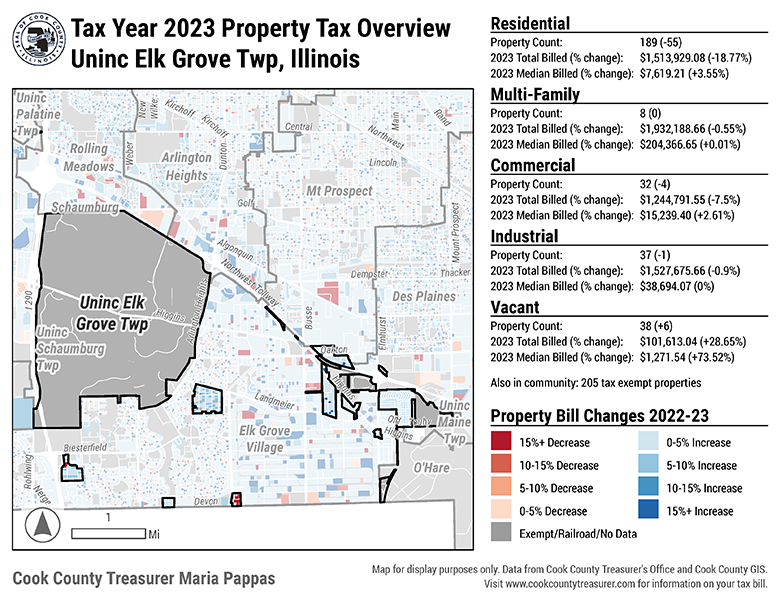 Tax Year 2023 Property Tax Overview
Uninc Elk Grove Twp, Illinois
Residential
Property Count: 189 (-55)
2023 Total Billed (% change): $1,513,929.08 (-18.77%)
2023 Median Billed (% change): $7,619.21 (+3.55%)
Multi-Family
Property Count: 8 (0)
2023 Total Billed (% change): $1,932,188.66 (-0.55%)
2023 Median Billed (% change): $204,366.65 (+0.01%)
Commercial
Property Count: 32 (-4)
2023 Total Billed (% change): $1,244,791.55 (-7.5%)
2023 Median Billed (% change): $15,239.40 (+2.61%)
Industrial
Property Count: 37 (-1)
2023 Total Billed (% change): $1,527,675.66 (-0.9%)
2023 Median Billed (% change): $38,694.07 (0%)
Vacant
Property Count: 38 (+6)
2023 Total Billed (% change): $101,613.04 (+28.65%)
2023 Median Billed (% change): $1,271.54 (+73.52%)
Also in community: 205 tax exempt properties
Property Bill Changes 2022-23
15%+ Decrease
0-5% Increase
10-15% Decrease
5-10% Increase
5-10% Decrease
10-15% Increase
0-5% Decrease
15%+ Increase
Exempt/Railroad/No Data
Uninc
Palatine
Twp
New
Wilke
Kirchoff
Kirchoff
Central
Northwest
Main
Rand
Weber
Rolling
Meadows
Arlington
Heights
Dunton
Lincoln
Mt Prospect
Schaumburg
Golf
Mount Prospect
Algonquin
Northwest Tollway
Dempster
Thacker
I 290
Uninc Elk
Grove Twp
Higgins
Arlington Heights
Busse
Des Plaines
Elmhurst
Uninc
Schaumburg
Twp
Oakton
Landmeier
Elk Grove
Village
Higgins
Touhy
Uninc
Maine
Twp
Biesterfield
O'Hare
Rohlwing
Nerge
Devon
1
Mi
Cook County Treasurer Maria Pappas
Map for display purposes only. Data from Cook County Treasurer's Office and Cook County GIS.
Visit www.cookcountytreasurer.com for information on your tax bill.